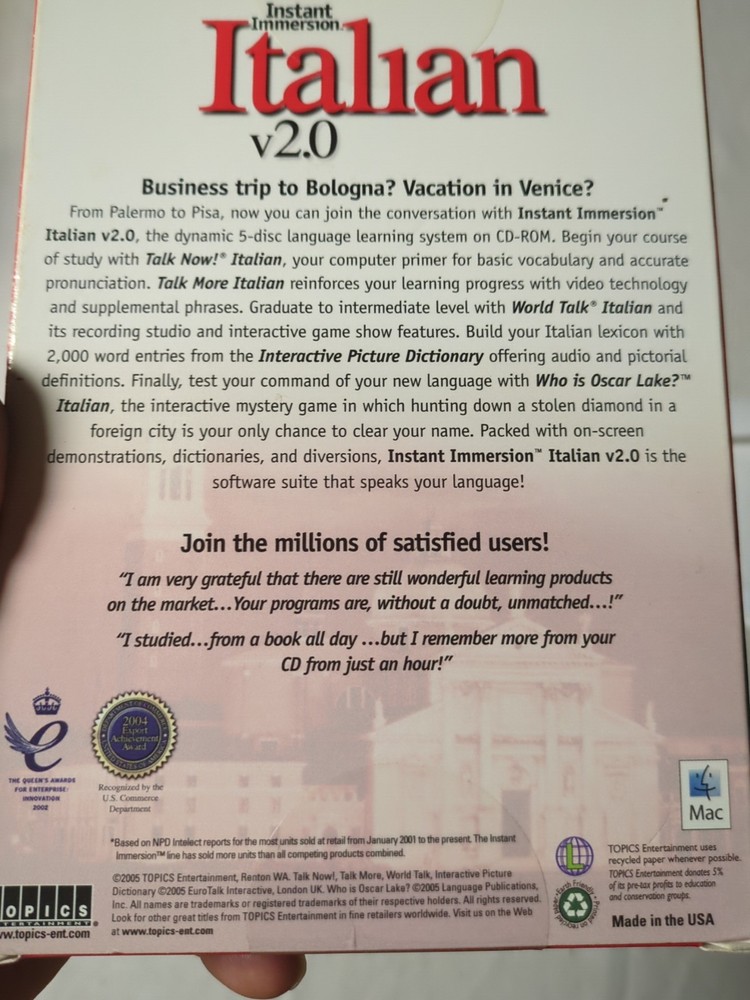 Instant
Immersion™
Italian
v2.0
Business trip to Bologna? Vacation in Venice?
From Palermo to Pisa, now you can join the conversation with Instant Immersion™
Italian v2.0, the dynamic 5-disc language learning system on CD-ROM. Begin your course
of study with Talk Now!® Italian, your computer primer for basic vocabulary and accurate
pronunciation. Talk More Italian reinforces your learning progress with video technology
and supplemental phrases. Graduate to intermediate level with World Talk® Italian and
its recording studio and interactive game show features. Build your Italian lexicon with
2,000 word entries from the Interactive Picture Dictionary offering audio and pictorial
definitions. Finally, test your command of your new language with Who is Oscar Lake?™
Italian, the interactive mystery game in which hunting down a stolen diamond in a
foreign city is your only chance to clear your name. Packed with on-screen
demonstrations, dictionaries, and diversions, Instant Immersion™ Italian v2.0 is the
software suite that speaks your language!
Join the millions of satisfied users!
“I am very grateful that there are still wonderful learning products
on the market...Your programs are, without a doubt, unmatched...!”
“I studied...from a book all day ...but I remember more from your
CD from just an hour!”
THE QUEEN'S AWARDS
FOR ENTERPRISE:
INNOVATION
2002
2004
Export
Achievement
Award
Recognized by the
U.S. Commerce
Department
Mac
*Based on NPD Intelect reports for the most units sold at retail from January 2001 to the present. The Instant
Immersion™ line has sold more units than all competing products combined.
©2005 TOPICS Entertainment, Renton WA. Talk Now!, Talk More, World Talk, Interactive Picture
Dictionary ©2005 EuroTalk Interactive, London UK. Who is Oscar Lake? ©2005 Language Publications,
Inc. All names are trademarks or registered trademarks of their respective holders. All rights reserved.
Look for other great titles from TOPICS Entertainment in fine retailers worldwide. Visit us on the Web
at www.topics-ent.com
OPICS
TERTAINMENT®
ww.topics-ent.com
L
Earth Friendly
Printed on recycled paper
TOPICS Entertainment uses
recycled paper whenever possible.
TOPICS Entertainment donates 5%
of its pre-tax profits to education
and conservation groups.
Made in the USA